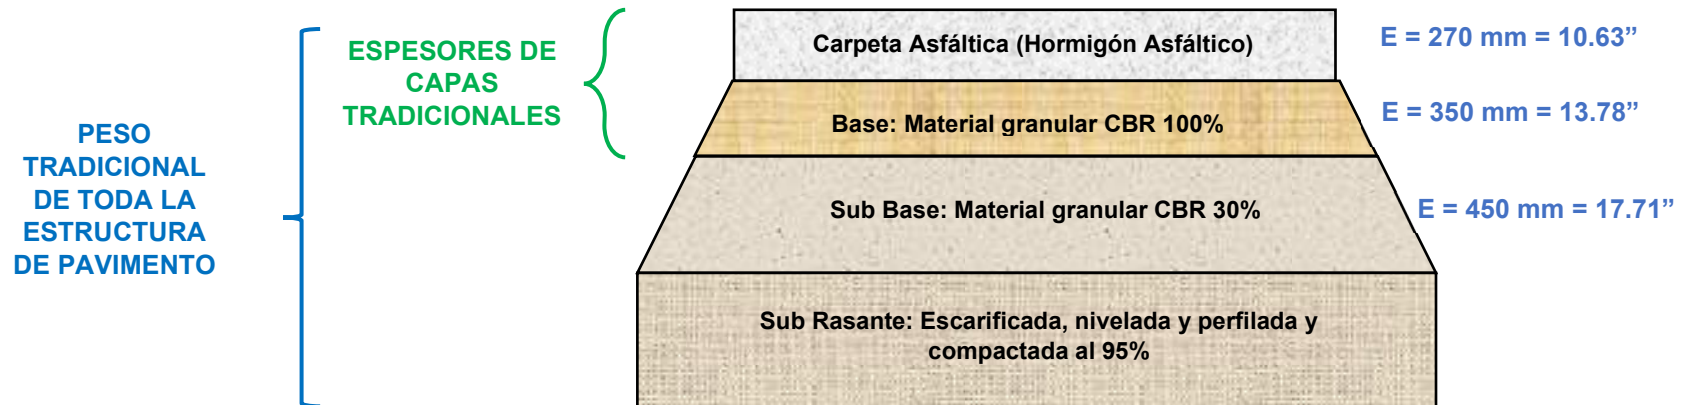 PESO
TRADICIONAL
DE TODA LA
ESTRUCTURA
DE PAVIMENTO
ESPESORES DE
CAPAS
TRADICIONALES
Carpeta Asfáltica (Hormigón Asfáltico)
E = 270 mm = 10.63”
Base: Material granular CBR 100%
E = 350 mm = 13.78”
Sub Base: Material granular CBR 30%
E = 450 mm = 17.71”
Sub Rasante: Escarificada, nivelada y perfilada y
compactada al 95%